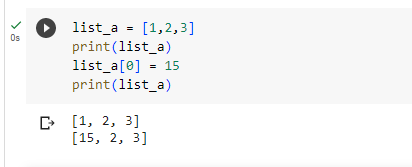 list_a = [1,2,3]
print(list_a)
list_a[0] = 15
print(list_a)
0s
[1, 2, 3]
[15, 2, 3]